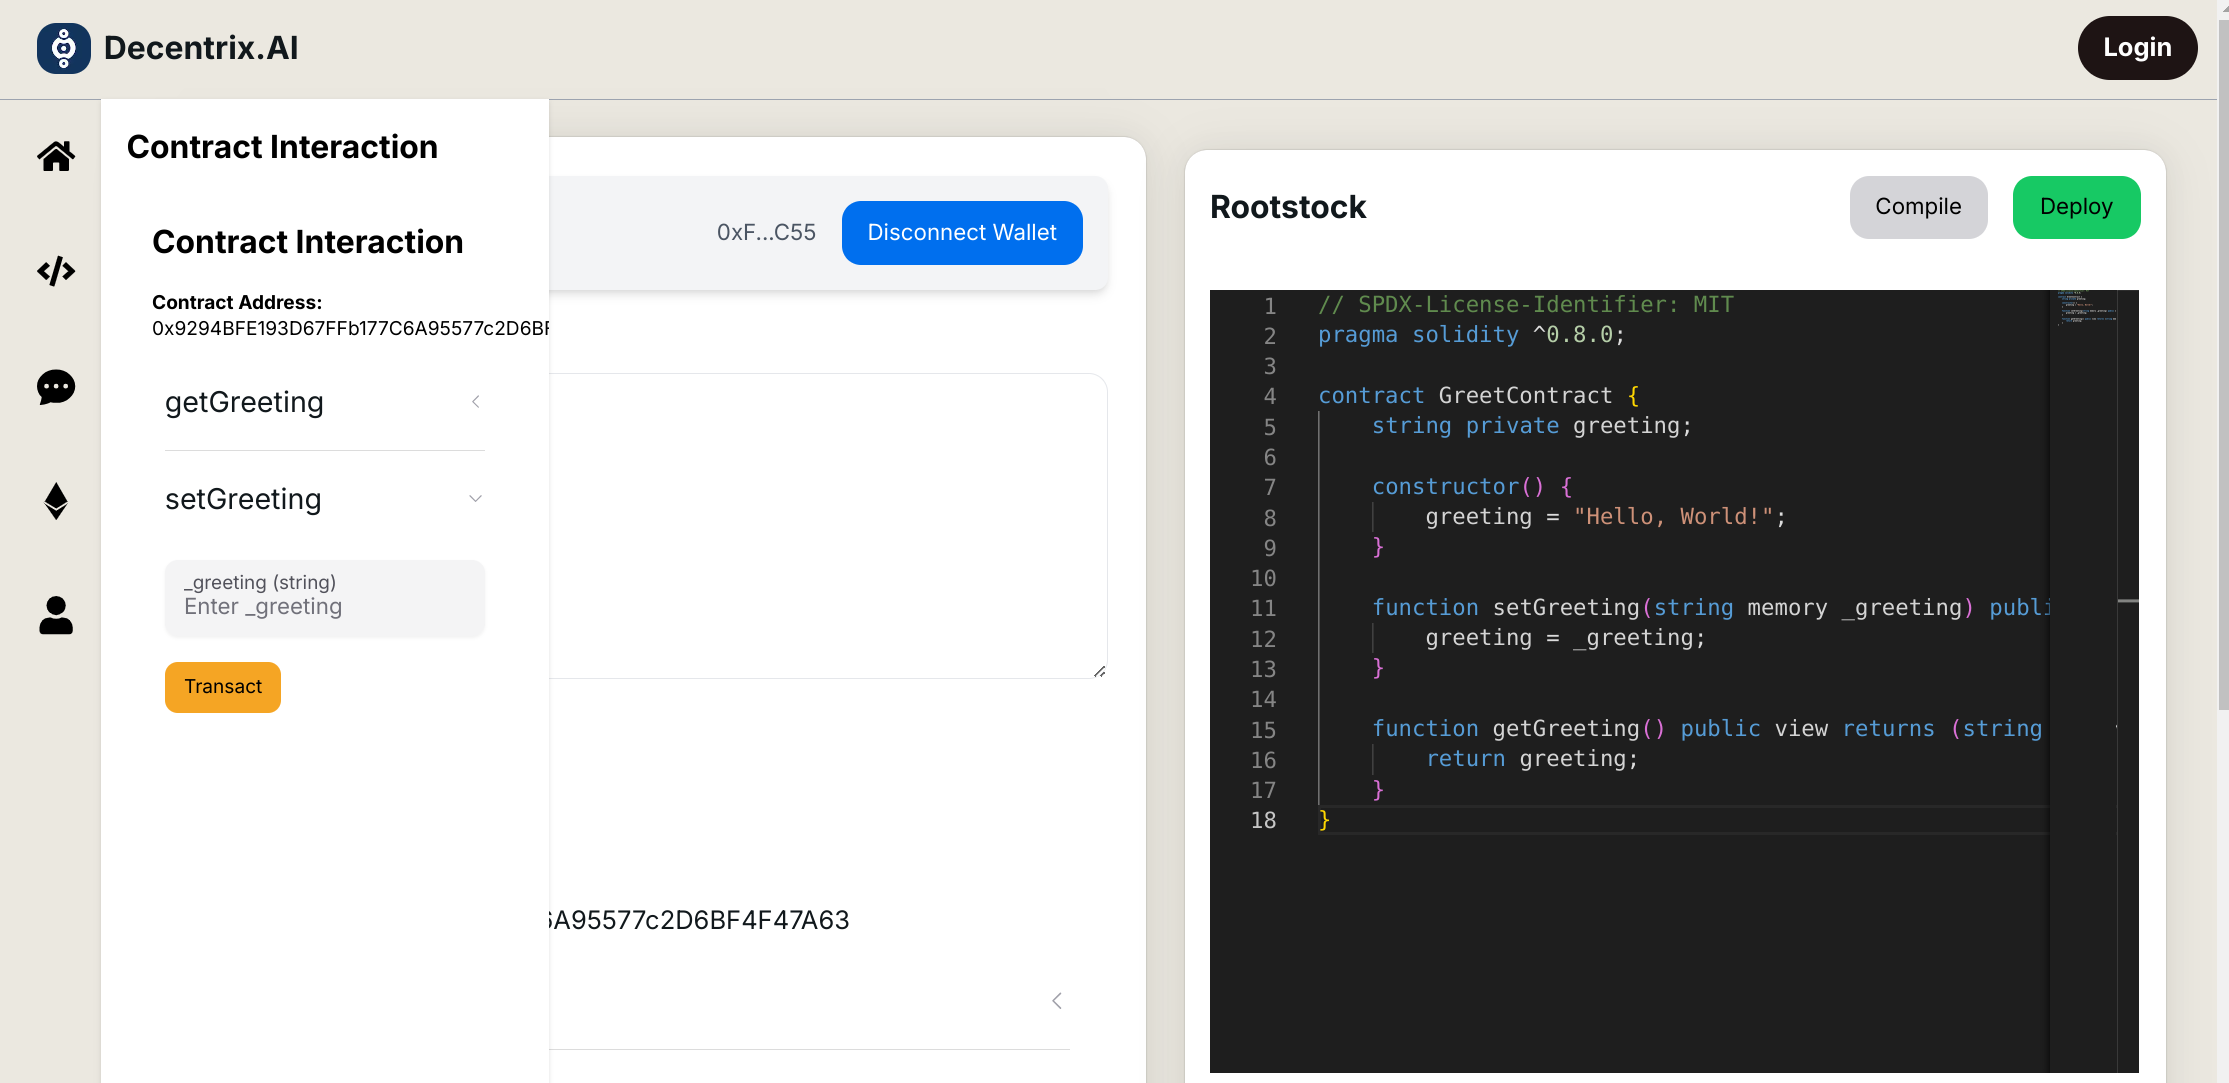 Decentrix.AI
Login
Contract Interaction
Contract Interaction
Contract Address:
0x9294BFE193D67FFb177C6A95577c2D6BF
getGreeting
setGreeting
_greeting (string)
Enter _greeting
Transact
0xF...C55
Disconnect Wallet
6A95577c2D6BF4F47A63
Rootstock
Compile
Deploy
1 // SPDX-License-Identifier: MIT
2 pragma solidity ^0.8.0;
3
4 contract GreetContract {
5 string private greeting;
6
7 constructor() {
8 greeting = "Hello, World!";
9 }
10
11 function setGreeting(string memory _greeting) publi
12 greeting = _greeting;
13 }
14
15 function getGreeting() public view returns (string
16 return greeting;
17 }
18 }